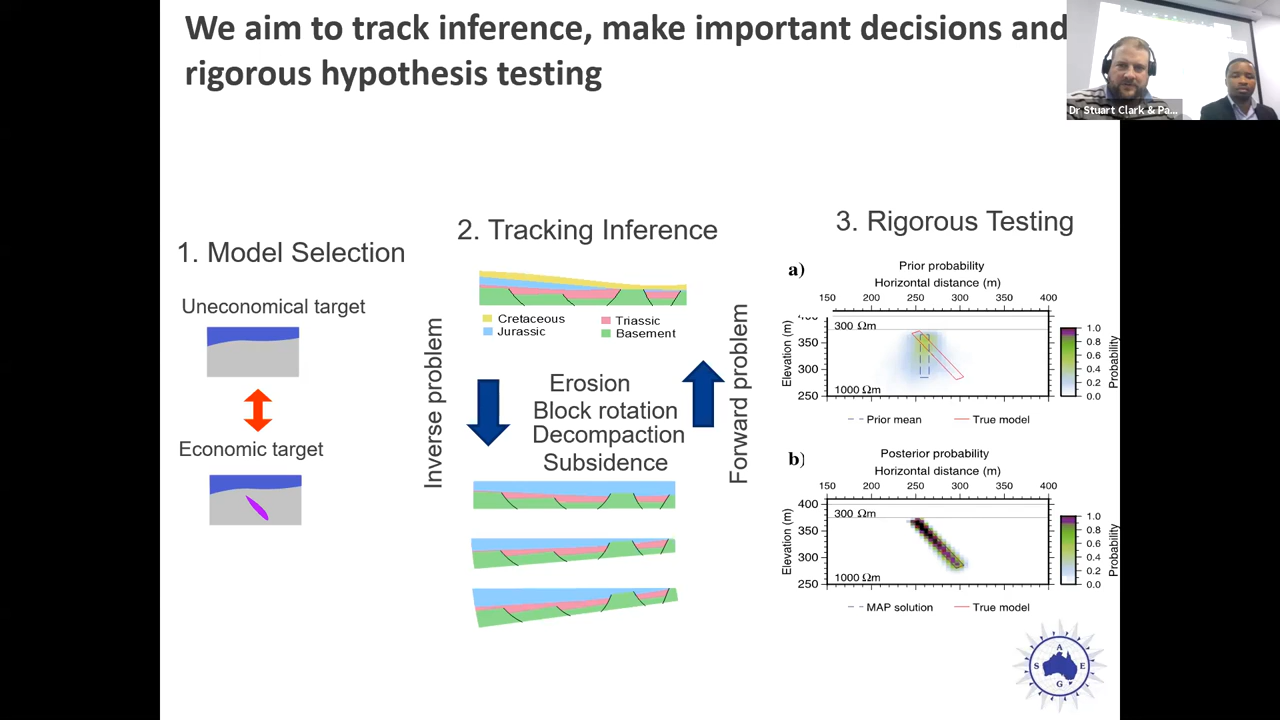 We aim to track inference, make important decisions and
rigorous hypothesis testing
Dr Stuart Clark & Pa...
1. Model Selection
Uneconomical target
Economic target
2. Tracking Inference
Cretaceous
Triassic
Jurassic
Basement
Inverse problem
Erosion
Block rotation
Decompaction
Subsidence
Forward problem
3. Rigorous Testing
a)
Prior probability
Horizontal distance (m)
150 200 250 300 350 400
Elevation (m)
400
350
300
250
300 Ωm
1000 Ωm
1.0
0.8
0.6
0.4
0.2
0.0
Probability
Prior mean
True model
b)
Posterior probability
Horizontal distance (m)
150 200 250 300 350 400
Elevation (m)
400
350
300
250
300 Ωm
1000 Ωm
1.0
0.8
0.6
0.4
0.2
0.0
Probability
MAP solution
True model
A
S E
G